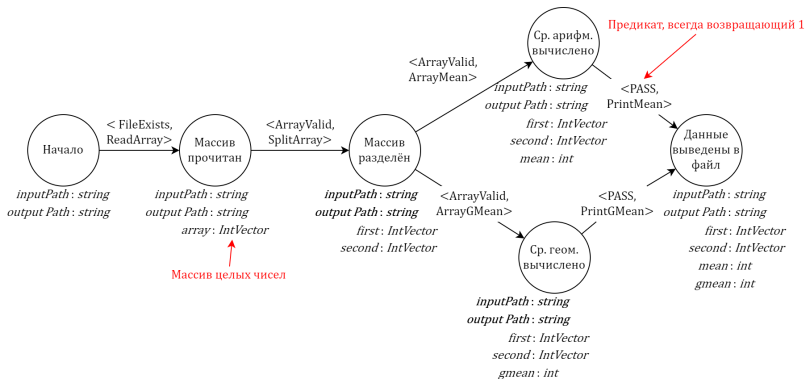 Предикат, всегда возвращающий 1
Ср. арифм.
вычислено
<ArrayValid,
ArrayMean>
inputPath : string
output Path : string
first : IntVector
second : IntVector
mean : int
<PASS,
PrintMean>
Начало
inputPath : string
output Path : string
< FileExists,
ReadArray>
Массив
прочитан
inputPath : string
output Path : string
array : IntVector
Массив целых чисел
<ArrayValid,
SplitArray>
Массив
разделён
inputPath : string
output Path : string
first : IntVector
second : IntVector
<ArrayValid,
ArrayGMean>
Ср. геом.
вычислено
inputPath : string
output Path : string
first : IntVector
second : IntVector
gmean : int
<PASS,
PrintGMean>
Данные
выведены в
файл
inputPath : string
output Path : string
first : IntVector
second : IntVector
mean : int
gmean : int